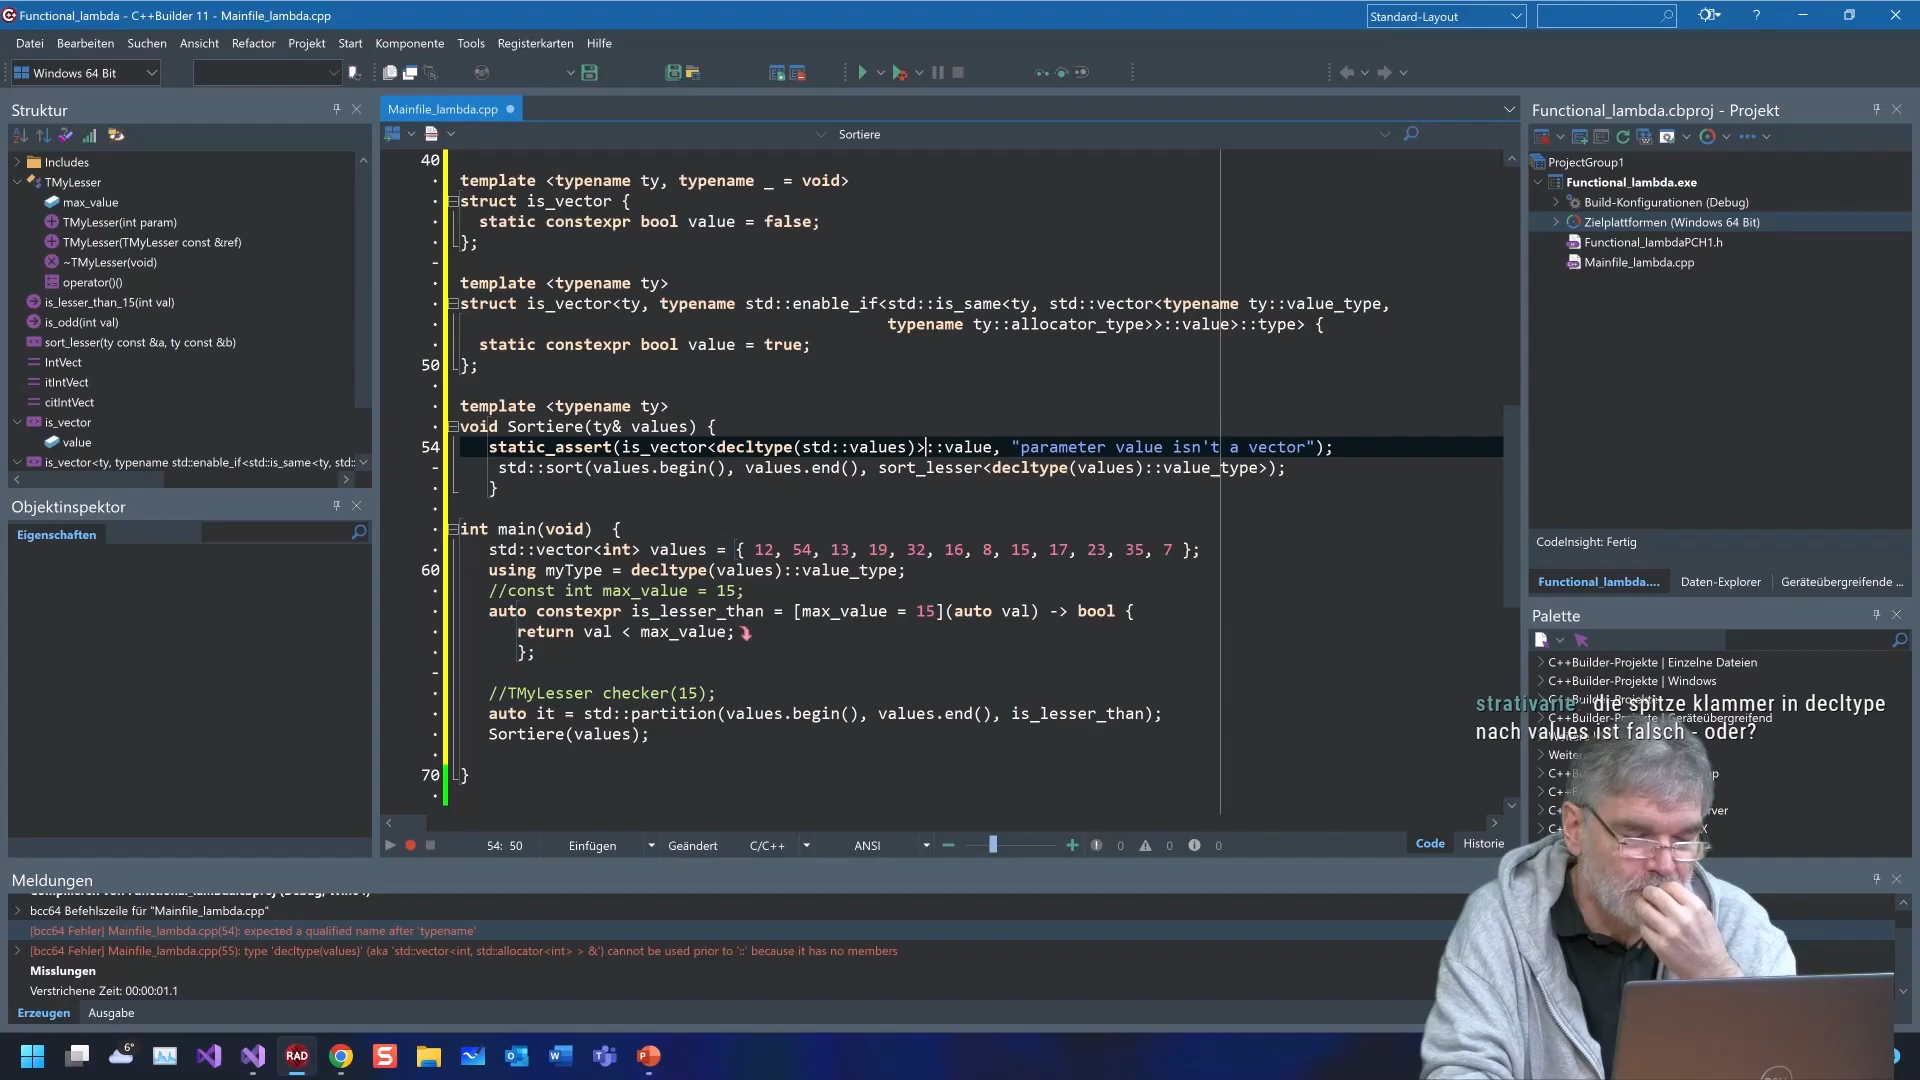 Functional_lambda - C++Builder 11 - Mainfile_lambda.cpp
Standard-Layout
Datei Bearbeiten Suchen Ansicht Refactor Projekt Start Komponente Tools Registerkarten Hilfe
Windows 64 Bit
Struktur
Includes
TMyLesser
max_value
TMyLesser(int param)
TMyLesser(TMyLesser const &ref)
~TMyLesser(void)
operator()()
is_lesser_than_15(int val)
is_odd(int val)
sort_lesser(ty const &a, ty const &b)
IntVect
itIntVect
citIntVect
is_vector
value
is_vector<ty, typename std::enable_if<std::is_same<ty, std::
Objektinspektor
Eigenschaften
Mainfile_lambda.cpp
Sortiere
40
template <typename ty, typename _ = void>
struct is_vector {
static constexpr bool value = false;
};
template <typename ty>
struct is_vector<ty, typename std::enable_if<std::is_same<ty, std::vector<typename ty::value_type,
typename ty::allocator_type>>::value>::type> {
static constexpr bool value = true;
50 };
template <typename ty>
void Sortiere(ty& values) {
54 static_assert(is_vector<decltype(std::values)>::value, "parameter value isn't a vector");
std::sort(values.begin(), values.end(), sort_lesser<decltype(values)::value_type>);
}
int main(void) {
std::vector<int> values = { 12, 54, 13, 19, 32, 16, 8, 15, 17, 23, 35, 7 };
60 using myType = decltype(values)::value_type;
//const int max_value = 15;
auto constexpr is_lesser_than = [max_value = 15](auto val) -> bool {
return val < max_value;
};
//TMyLesser checker(15);
auto it = std::partition(values.begin(), values.end(), is_lesser_than);
Sortiere(values);
70 }
54: 50 Einfügen Geändert C/C++ ANSI 0 0 0 Code Historie
Functional_lambda.cbproj - Projekt
ProjectGroup1
Functional_lambda.exe
Build-Konfigurationen (Debug)
Zielplattformen (Windows 64 Bit)
Functional_lambdaPCH1.h
Mainfile_lambda.cpp
CodeInsight: Fertig
Functional_lambda.... Daten-Explorer Geräteübergreifende ...
Palette
C++Builder-Projekte | Einzelne Dateien
C++Builder-Projekte | Windows
C++Builder-Projekte
C++Builder-Projekte | Geräteübergreifend
strativarie die spitze klammer in decltype
nach values ist falsch - oder?
Meldungen
bcc64 Befehlszeile für "Mainfile_lambda.cpp"
[bcc64 Fehler] Mainfile_lambda.cpp(54): expected a qualified name after 'typename'
[bcc64 Fehler] Mainfile_lambda.cpp(55): type 'decltype(values)' (aka 'std::vector<int, std::allocator<int> > &') cannot be used prior to '::' because it has no members
Misslungen
Verstrichene Zeit: 00:00:01.1
Erzeugen Ausgabe
6°
RAD